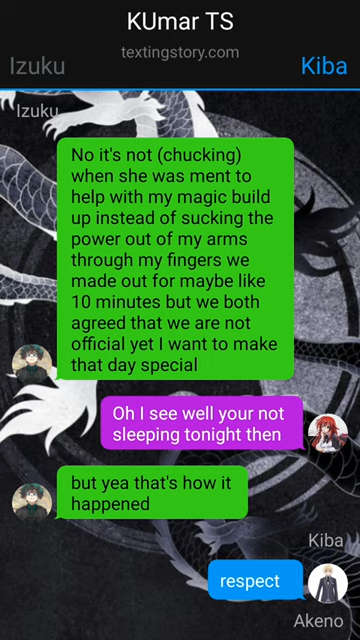 KUmar TS
textingstory.com
Izuku
Kiba
Izuku
No it's not (chucking)
when she was ment to
help with my magic build
up instead of sucking the
power out of my arms
through my fingers we
made out for maybe like
10 minutes but we both
agreed that we are not
official yet I want to make
that day special
Oh I see well your not
sleeping tonight then
but yea that's how it
happened
Kiba
respect
Akeno